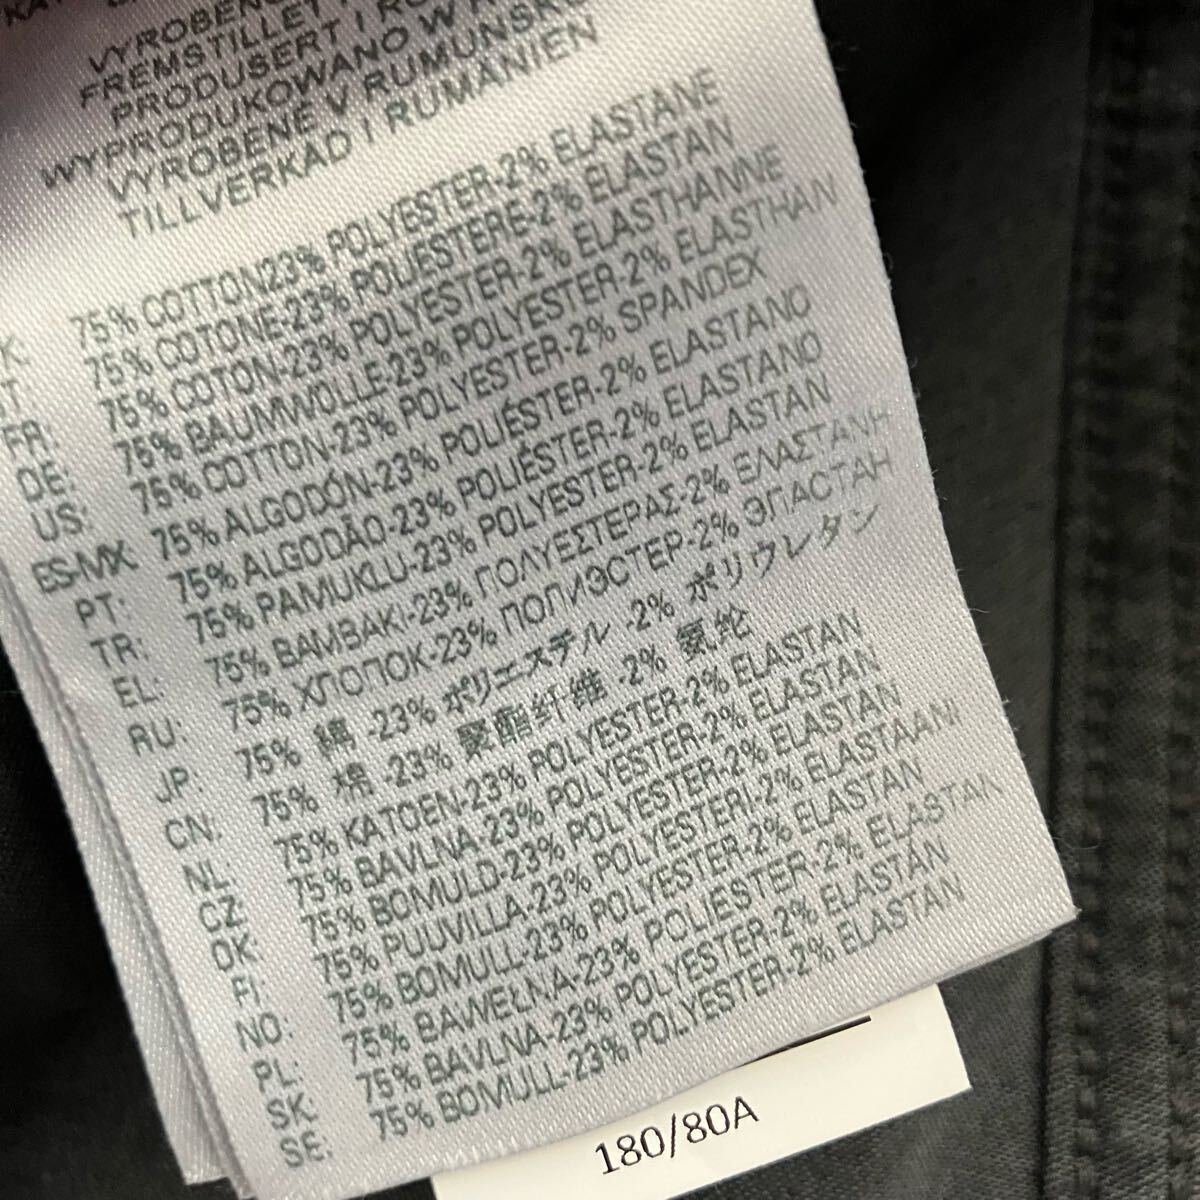 VYROBENO
FREMSTILLET I
PRODUSERT I
WYPRODUKOWANO W
VYROBENÉ V RUMUNSKO
TILLVERKAD I RUMÄNIEN
75% COTTON-23% POLYESTER-2% ELASTANE
75% COTONE-23% POLIESTERE-2% ELASTAN
FR: 75% COTON-23% POLYESTER-2% ELASTHANNE
DE: 75% BAUMWOLLE-23% POLYESTER-2% ELASTHAN
US: 75% COTTON-23% POLYESTER-2% SPANDEX
ES-MX: 75% ALGODÓN-23% POLIÉSTER-2% ELASTANO
PT: 75% ALGODÃO-23% POLIÉSTER-2% ELASTANO
TR: 75% PAMUKLU-23% POLYESTER-2% ELASTAN
EL: 75% ΒΑΜΒΑΚΙ-23% ΠΟΛΥΕΣΤΕΡΑΣ-2% ΕΛΑΣΤΑΝΗ
RU: 75% ХЛОПОК-23% ПОЛИЭСТЕР-2% ЭЛАСТАН
JP: 75% 綿 -23% ポリエステル -2% ポリウレタン
CN: 75% 棉 -23% 聚酯纤维 -2% 氨纶
NL: 75% KATOEN-23% POLYESTER-2% ELASTAN
CZ: 75% BAVLNA-23% POLYESTER-2% ELASTAN
DK: 75% BOMULD-23% POLYESTER-2% ELASTAN
FI: 75% PUUVILLA-23% POLYESTERI-2% ELASTAANI
NO: 75% BOMULL-23% POLYESTER-2% ELASTAN
PL: 75% BAWEŁNA-23% POLIESTER-2% ELASTAN
SK: 75% BAVLNA-23% POLYESTER-2% ELASTAN
SE: 75% BOMULL-23% POLYESTER-2% ELASTAN
180/80A